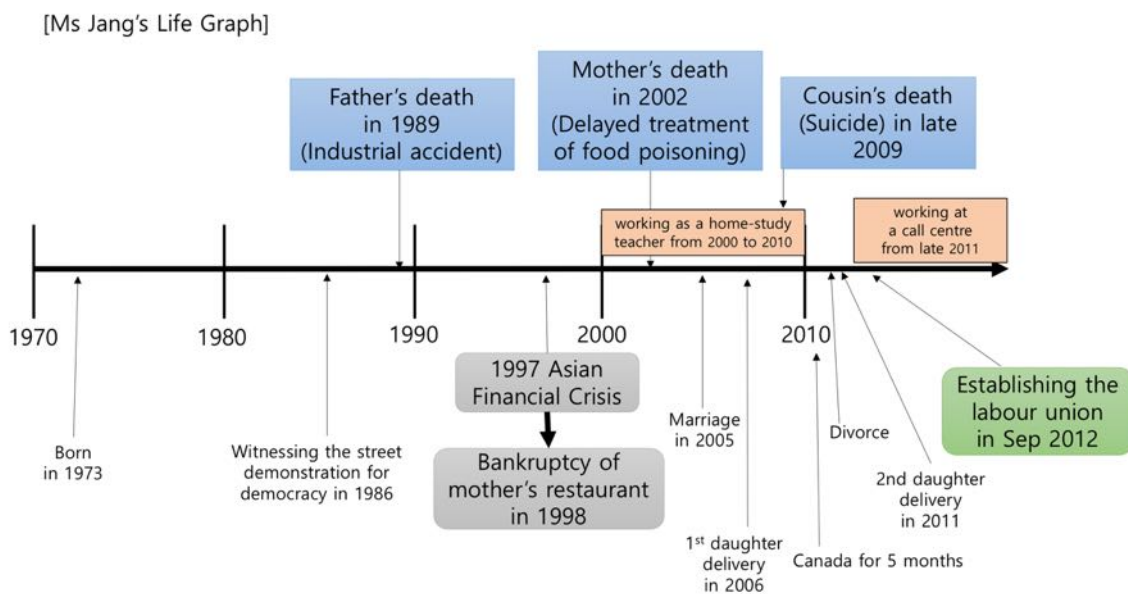 [Ms Jang's Life Graph]
Father's death
in 1989
(Industrial accident)
Mother's death
in 2002
(Delayed treatment
of food poisoning)
Cousin's death
(Suicide) in late
2009
working as a home-study
teacher from 2000 to 2010
working at
a call centre
from late 2011
1970
1980
1990
2000
2010
Born
in 1973
Witnessing the street
demonstration for
democracy in 1986
1997 Asian
Financial Crisis
Bankruptcy of
mother's restaurant
in 1998
Marriage
in 2005
1st daughter
delivery
in 2006
Canada for 5 months
Divorce
2nd daughter
delivery
in 2011
Establishing the
labour union
in Sep 2012